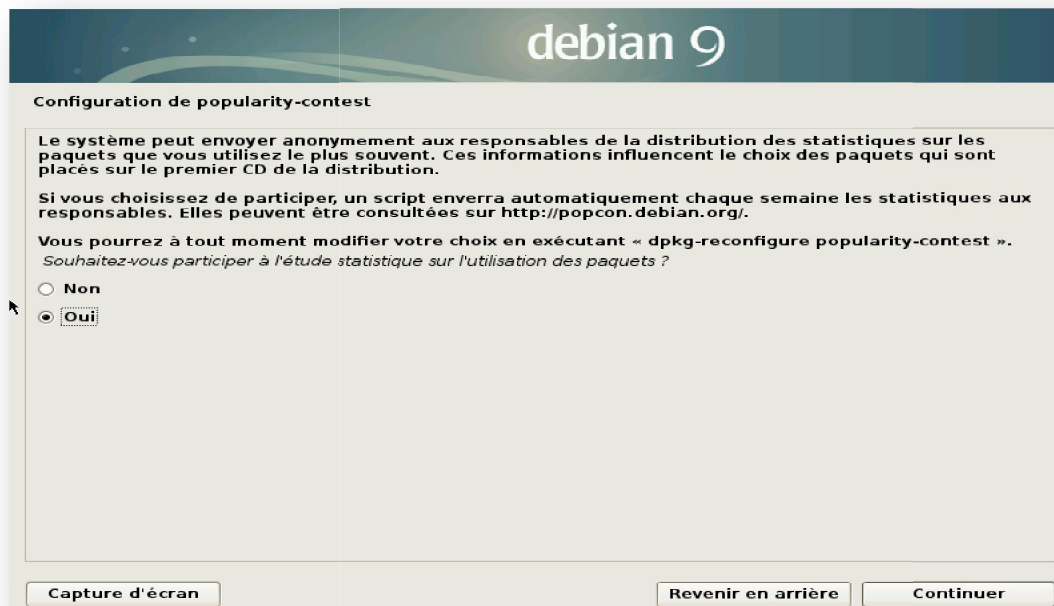 debian 9
Configuration de popularity-contest
Le système peut envoyer anonymement aux responsables de la distribution des statistiques sur les
paquets que vous utilisez le plus souvent. Ces informations influencent le choix des paquets qui sont
placés sur le premier CD de la distribution.
Si vous choisissez de participer, un script enverra automatiquement chaque semaine les statistiques aux
responsables. Elles peuvent être consultées sur http://popcon.debian.org/.
Vous pourrez à tout moment modifier votre choix en exécutant « dpkg-reconfigure popularity-contest ».
Souhaitez-vous participer à l'étude statistique sur l'utilisation des paquets ?
Non
Oui
Capture d'écran
Revenir en arrière
Continuer